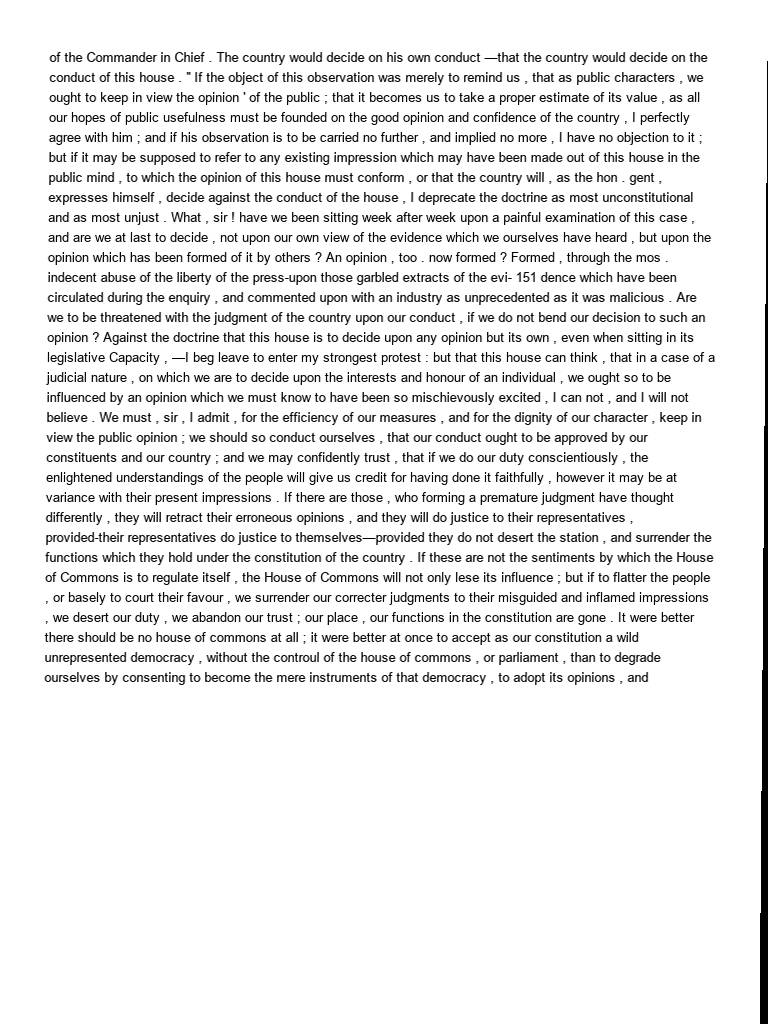 of the Commander in Chief . The country would decide on his own conduct —that the country would decide on the
conduct of this house . " If the object of this observation was merely to remind us , that as public characters , we
ought to keep in view the opinion ' of the public ; that it becomes us to take a proper estimate of its value , as all
our hopes of public usefulness must be founded on the good opinion and confidence of the country , I perfectly
agree with him ; and if his observation is to be carried no further , and implied no more , I have no objection to it ;
but if it may be supposed to refer to any existing impression which may have been made out of this house in the
public mind , to which the opinion of this house must conform , or that the country will , as the hon . gent ,
expresses himself , decide against the conduct of the house , I deprecate the doctrine as most unconstitutional
and as most unjust . What , sir ! have we been sitting week after week upon a painful examination of this case ,
and are we at last to decide , not upon our own view of the evidence which we ourselves have heard , but upon the
opinion which has been formed of it by others ? An opinion , too . now formed ? Formed , through the mos .
indecent abuse of the liberty of the press-upon those garbled extracts of the evi- 151 dence which have been
circulated during the enquiry , and commented upon with an industry as unprecedented as it was malicious . Are
we to be threatened with the judgment of the country upon our conduct , if we do not bend our decision to such an
opinion ? Against the doctrine that this house is to decide upon any opinion but its own , even when sitting in its
legislative Capacity , —I beg leave to enter my strongest protest : but that this house can think , that in a case of a
judicial nature , on which we are to decide upon the interests and honour of an individual , we ought so to be
influenced by an opinion which we must know to have been so mischievously excited , I can not , and I will not
believe . We must , sir , I admit , for the efficiency of our measures , and for the dignity of our character , keep in
view the public opinion ; we should so conduct ourselves , that our conduct ought to be approved by our
constituents and our country ; and we may confidently trust , that if we do our duty conscientiously , the
enlightened understandings of the people will give us credit for having done it faithfully , however it may be at
variance with their present impressions . If there are those , who forming a premature judgment have thought
differently , they will retract their erroneous opinions , and they will do justice to their representatives ,
provided-their representatives do justice to themselves—provided they do not desert the station , and surrender the
functions which they hold under the constitution of the country . If these are not the sentiments by which the House
of Commons is to regulate itself , the House of Commons will not only lese its influence ; but if to flatter the people
, or basely to court their favour , we surrender our correcter judgments to their misguided and inflamed impressions
, we desert our duty , we abandon our trust ; our place , our functions in the constitution are gone . It were better
there should be no house of commons at all ; it were better at once to accept as our constitution a wild
unrepresented democracy , without the controul of the house of commons , or parliament , than to degrade
ourselves by consenting to become the mere instruments of that democracy , to adopt its opinions , and